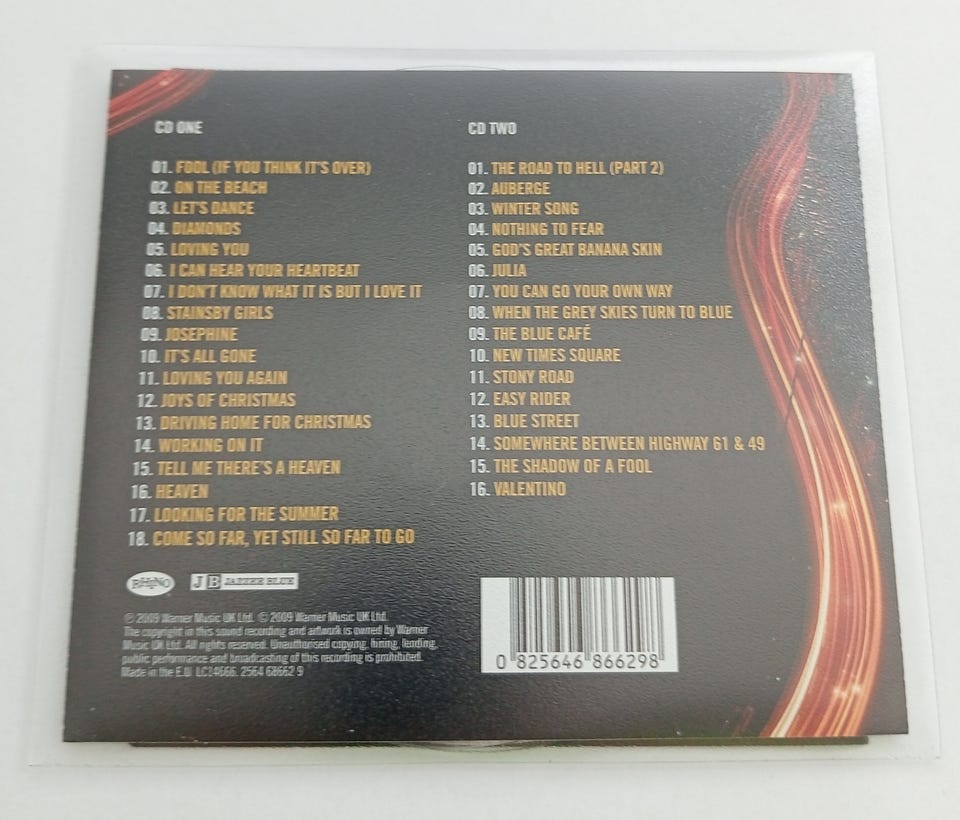 CD ONE
01. FOOL (IF YOU THINK IT'S OVER)
02. ON THE BEACH
03. LET'S DANCE
04. DIAMONDS
05. LOVING YOU
06. I CAN HEAR YOUR HEARTBEAT
07. I DON'T KNOW WHAT IT IS BUT I LOVE IT
08. STAINSBY GIRLS
09. JOSEPHINE
10. IT'S ALL GONE
11. LOVING YOU AGAIN
12. JOYS OF CHRISTMAS
13. DRIVING HOME FOR CHRISTMAS
14. WORKING ON IT
15. TELL ME THERE'S A HEAVEN
16. HEAVEN
17. LOOKING FOR THE SUMMER
18. COME SO FAR, YET STILL SO FAR TO GO
CD TWO
01. THE ROAD TO HELL (PART 2)
02. AUBERGE
03. WINTER SONG
04. NOTHING TO FEAR
05. GOD'S GREAT BANANA SKIN
06. JULIA
07. YOU CAN GO YOUR OWN WAY
08. WHEN THE GREY SKIES TURN TO BLUE
09. THE BLUE CAFÉ
10. NEW TIMES SQUARE
11. STONY ROAD
12. EASY RIDER
13. BLUE STREET
14. SOMEWHERE BETWEEN HIGHWAY 61 & 49
15. THE SHADOW OF A FOOL
16. VALENTINO
RHINO
JB JAZZEE BLUE
℗ 2009 Warner Music UK Ltd. © 2009 Warner Music UK Ltd.
The copyright in this sound recording and artwork is owned by Warner
Music UK Ltd. All rights reserved. Unauthorised copying, hiring, lending,
public performance and broadcasting of this recording is prohibited.
Made in the E.U. LC14666. 2564 68662 9
0 825646 866298